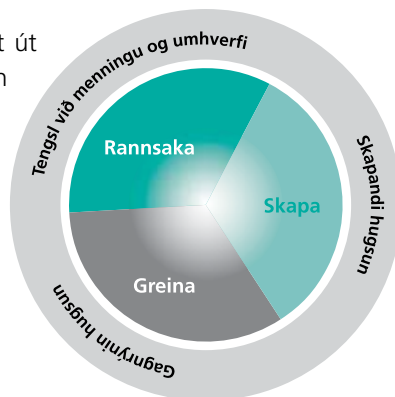 t út
Tengsl við menningu og umhverfi
Rannsaka
Skapa
Skapandi hugsun
Greina
Gagnrýnin hugsun